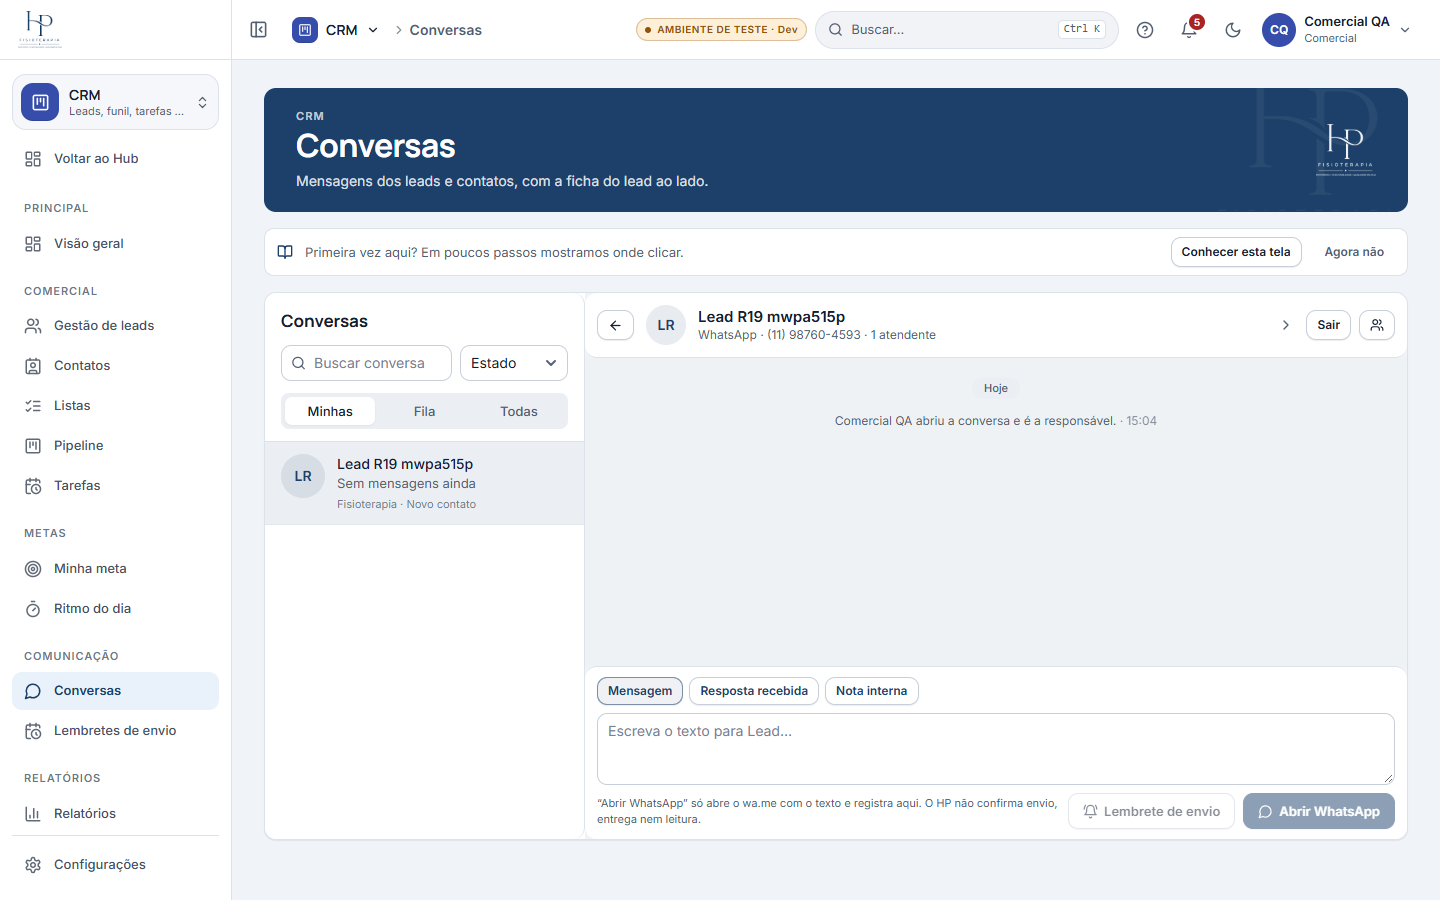 HP
FISIOTERAPIA
CRM
Leads, funil, tarefas ...
Voltar ao Hub
PRINCIPAL
Visão geral
COMERCIAL
Gestão de leads
Contatos
Listas
Pipeline
Tarefas
METAS
Minha meta
Ritmo do dia
COMUNICAÇÃO
Conversas
Lembretes de envio
RELATÓRIOS
Relatórios
Configurações
CRM
Conversas
AMBIENTE DE TESTE · Dev
Buscar...
Ctrl K
5
CQ
Comercial QA
Comercial
CRM
Conversas
Mensagens dos leads e contatos, com a ficha do lead ao lado.
HP
FISIOTERAPIA
Primeira vez aqui? Em poucos passos mostramos onde clicar.
Conhecer esta tela
Agora não
Conversas
Buscar conversa
Estado
Minhas
Fila
Todas
LR
Lead R19 mwpa515p
Sem mensagens ainda
Fisioterapia · Novo contato
LR
Lead R19 mwpa515p
WhatsApp · (11) 98760-4593 · 1 atendente
Sair
Hoje
Comercial QA abriu a conversa e é a responsável. · 15:04
Mensagem
Resposta recebida
Nota interna
Escreva o texto para Lead...
“Abrir WhatsApp” só abre o wa.me com o texto e registra aqui. O HP não confirma envio,
entrega nem leitura.
Lembrete de envio
Abrir WhatsApp